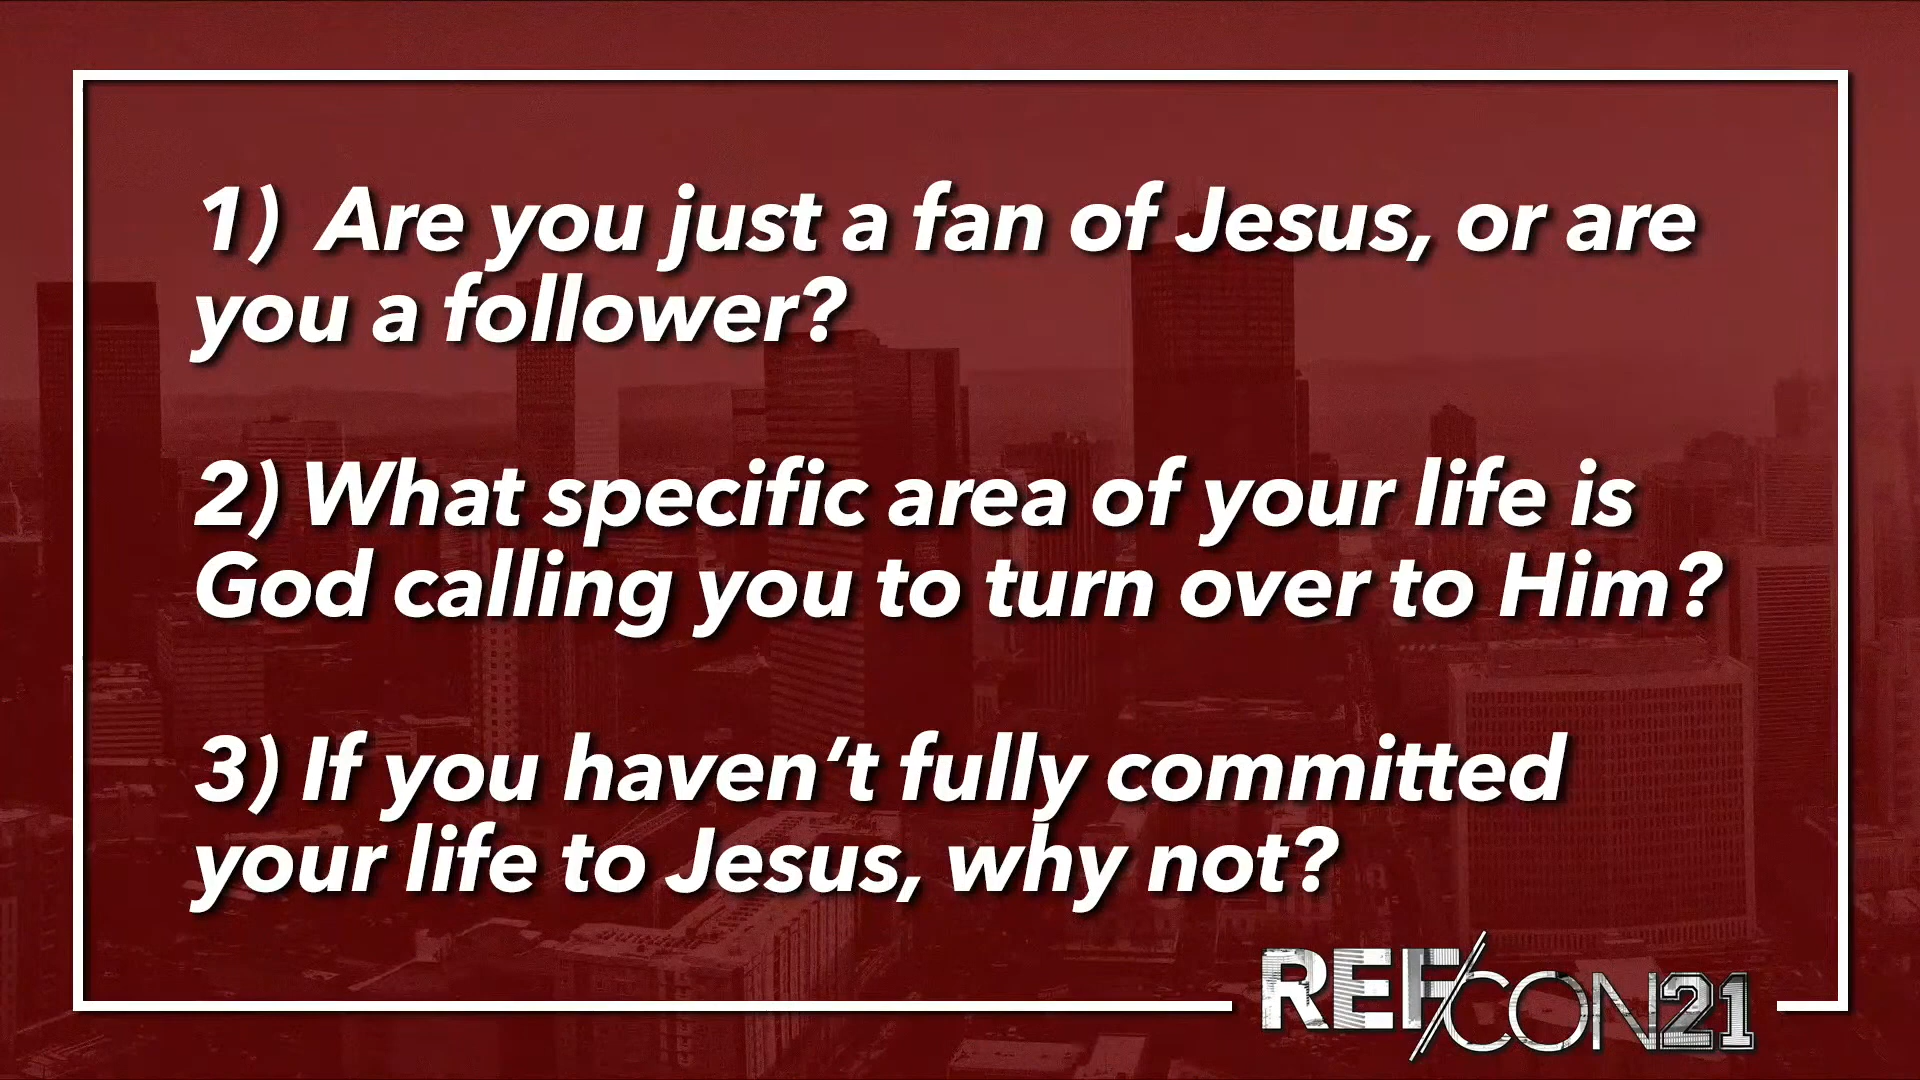 1)  Are you just a fan of Jesus, or are
you a follower?
2) What specific area of your life is
God calling you to turn over to Him?
3) If you haven‘t fully committed
your life to Jesus, why not?
REF/CON21